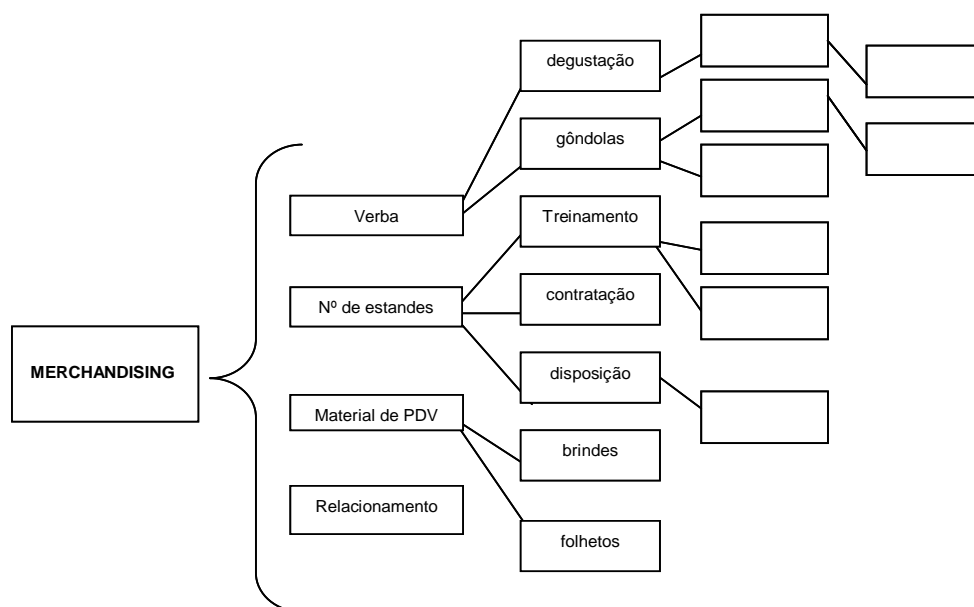 MERCHANDISING
Verba
Nº de estandes
Material de PDV
Relacionamento
degustação
gôndolas
Treinamento
contratação
disposição
brindes
folhetos